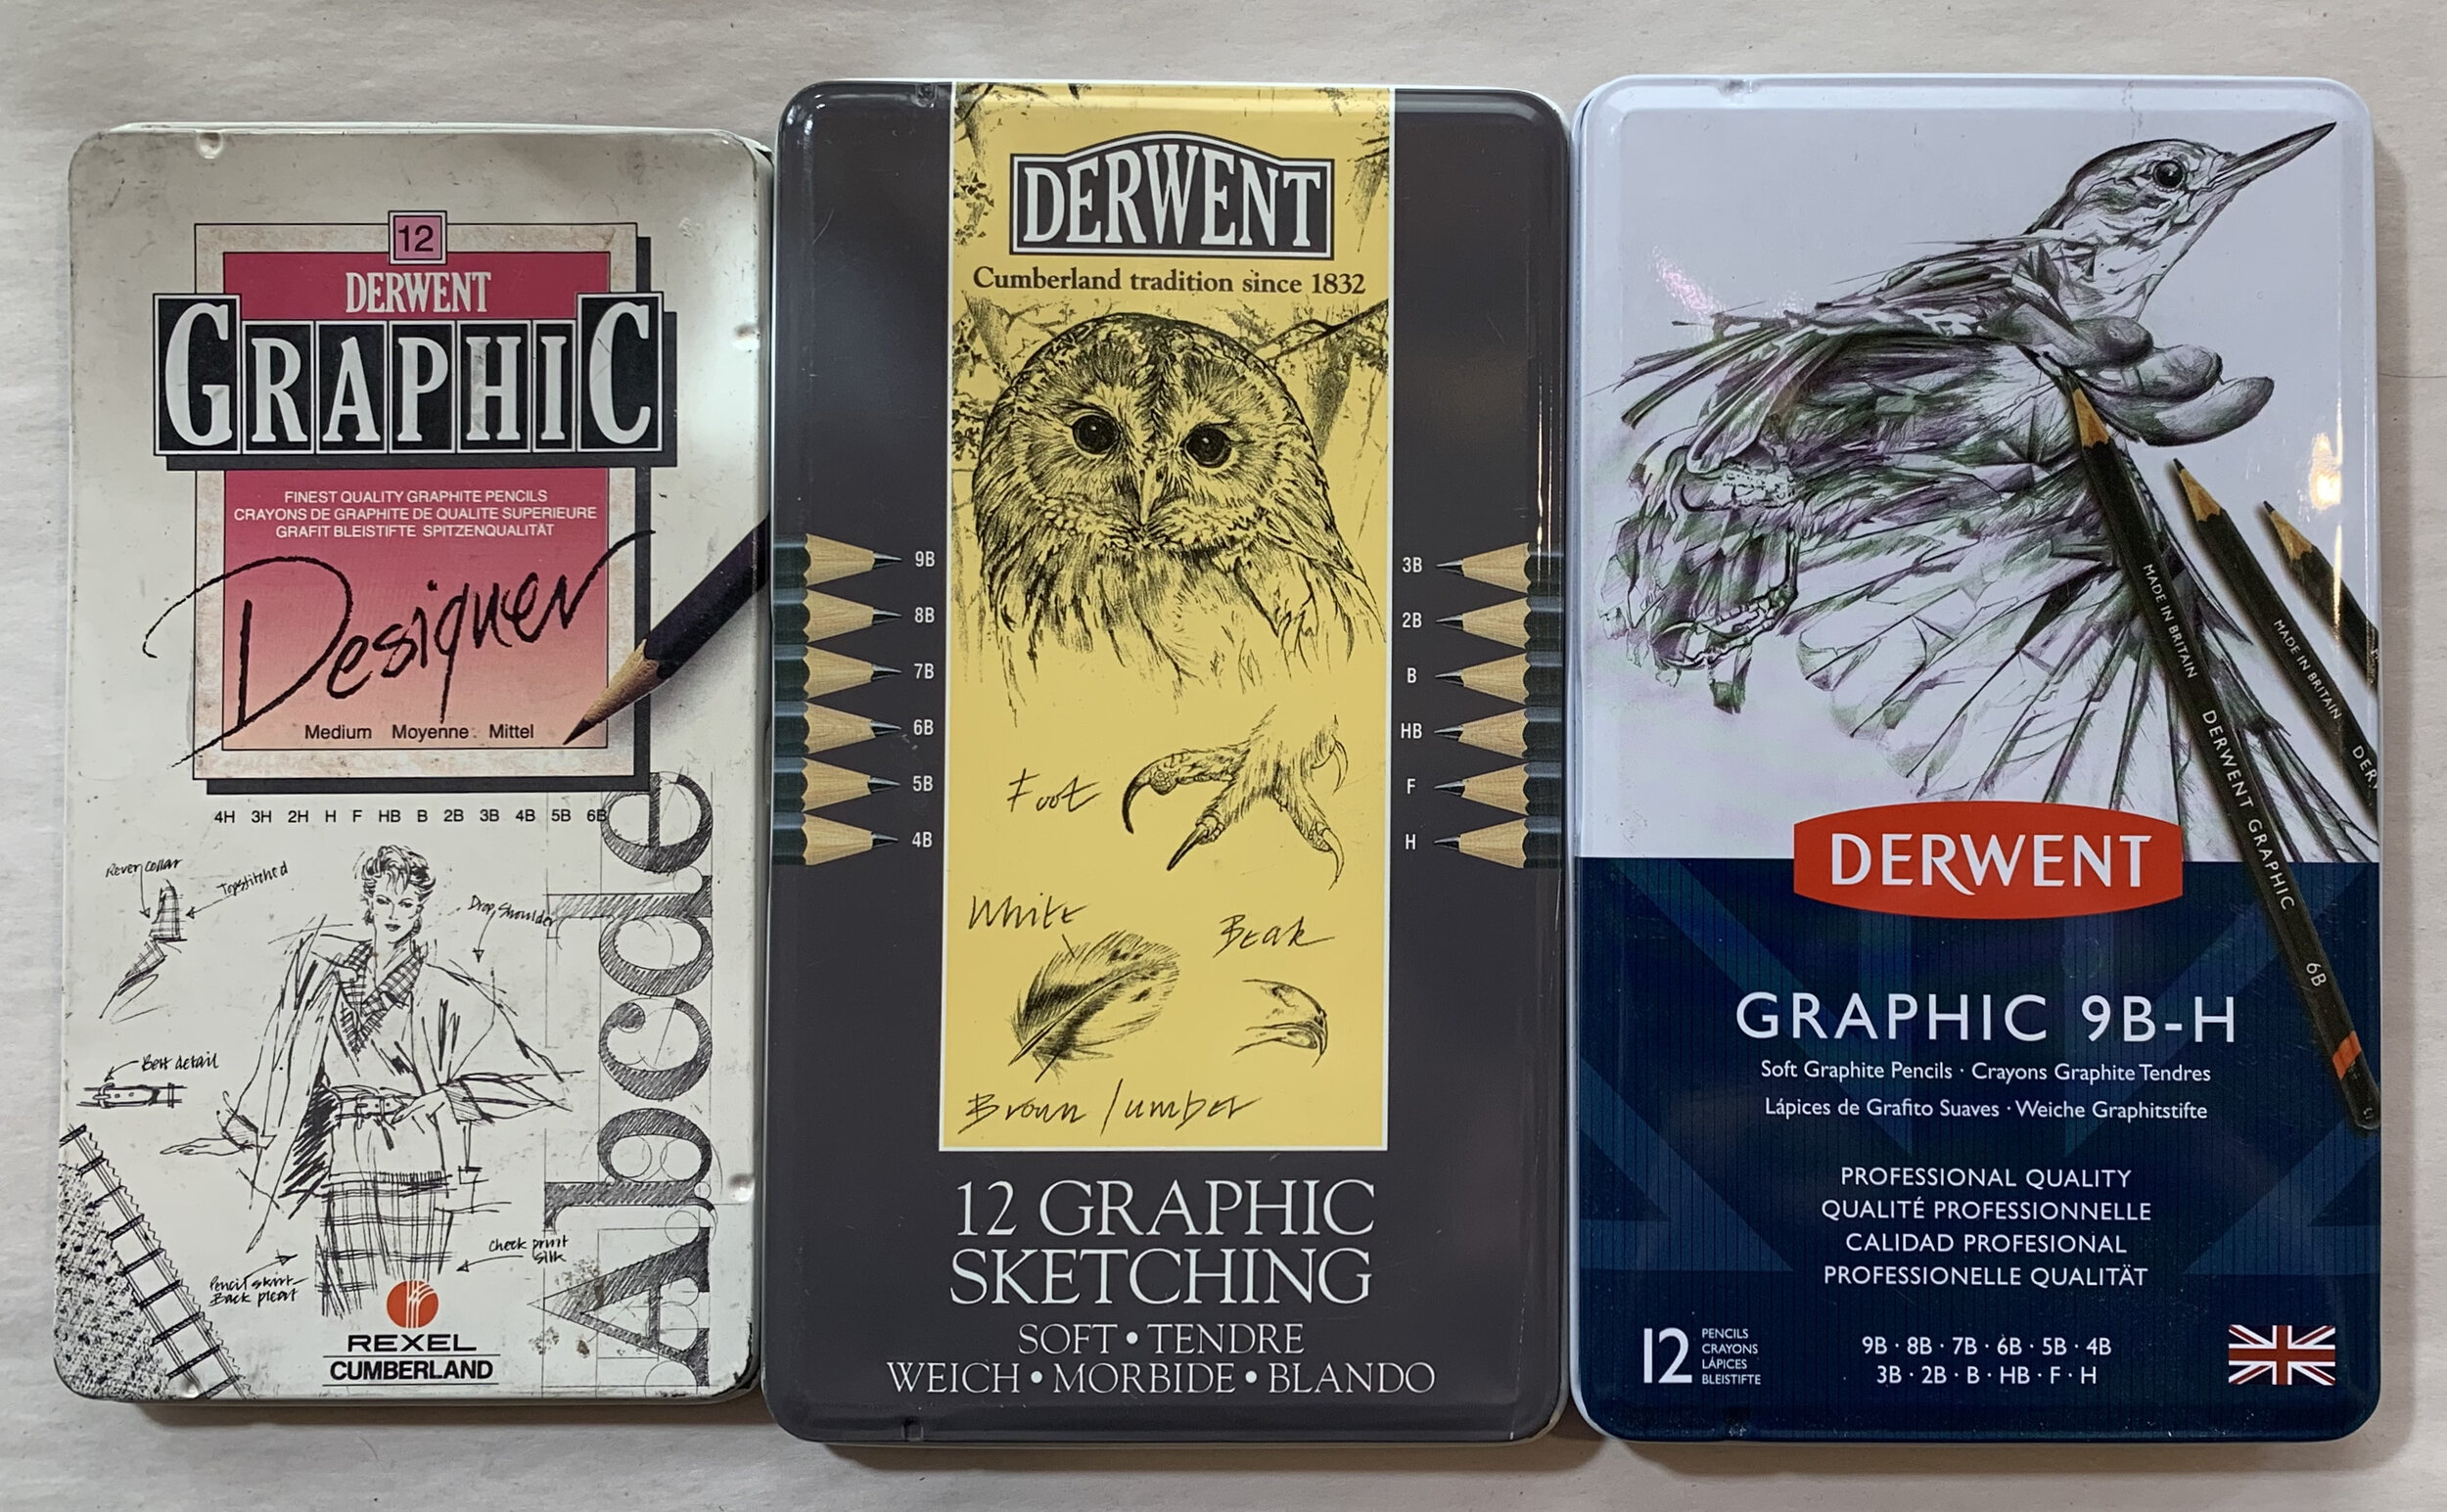 12
DERWENT
GRAPHIC
FINEST QUALITY GRAPHITE PENCILS
CRAYONS DE GRAPHITE DE QUALITE SUPERIEURE
GRAFIT BLEISTIFTE SPITZENQUALITÄT
Designer
Medium Moyenne Mittel
4H 3H 2H H F HB B 2B 3B 4B 5B 6B
Rever collar
Topstitched
Drop Shoulder
Belt detail
Check print
silk
Pencil skirt
Back pleat
Abcde
REXEL
CUMBERLAND
DERWENT
Cumberland tradition since 1832
9B
8B
7B
6B
5B
4B
3B
2B
B
HB
F
H
Foot
White
Beak
Brown / umber
12 GRAPHIC
SKETCHING
SOFT • TENDRE
WEICH • MORBIDE • BLANDO
MADE IN BRITAIN DERWENT GRAPHIC 6B
MADE IN BRITAIN DER
DERWENT
GRAPHIC 9B-H
Soft Graphite Pencils · Crayons Graphite Tendres
Lápices de Grafito Suaves · Weiche Graphitstifte
PROFESSIONAL QUALITY
QUALITÉ PROFESSIONNELLE
CALIDAD PROFESIONAL
PROFESSIONELLE QUALITÄT
12
PENCILS
CRAYONS
LÁPICES
BLEISTIFTE
9B · 8B · 7B · 6B · 5B · 4B
3B · 2B · B · HB · F · H